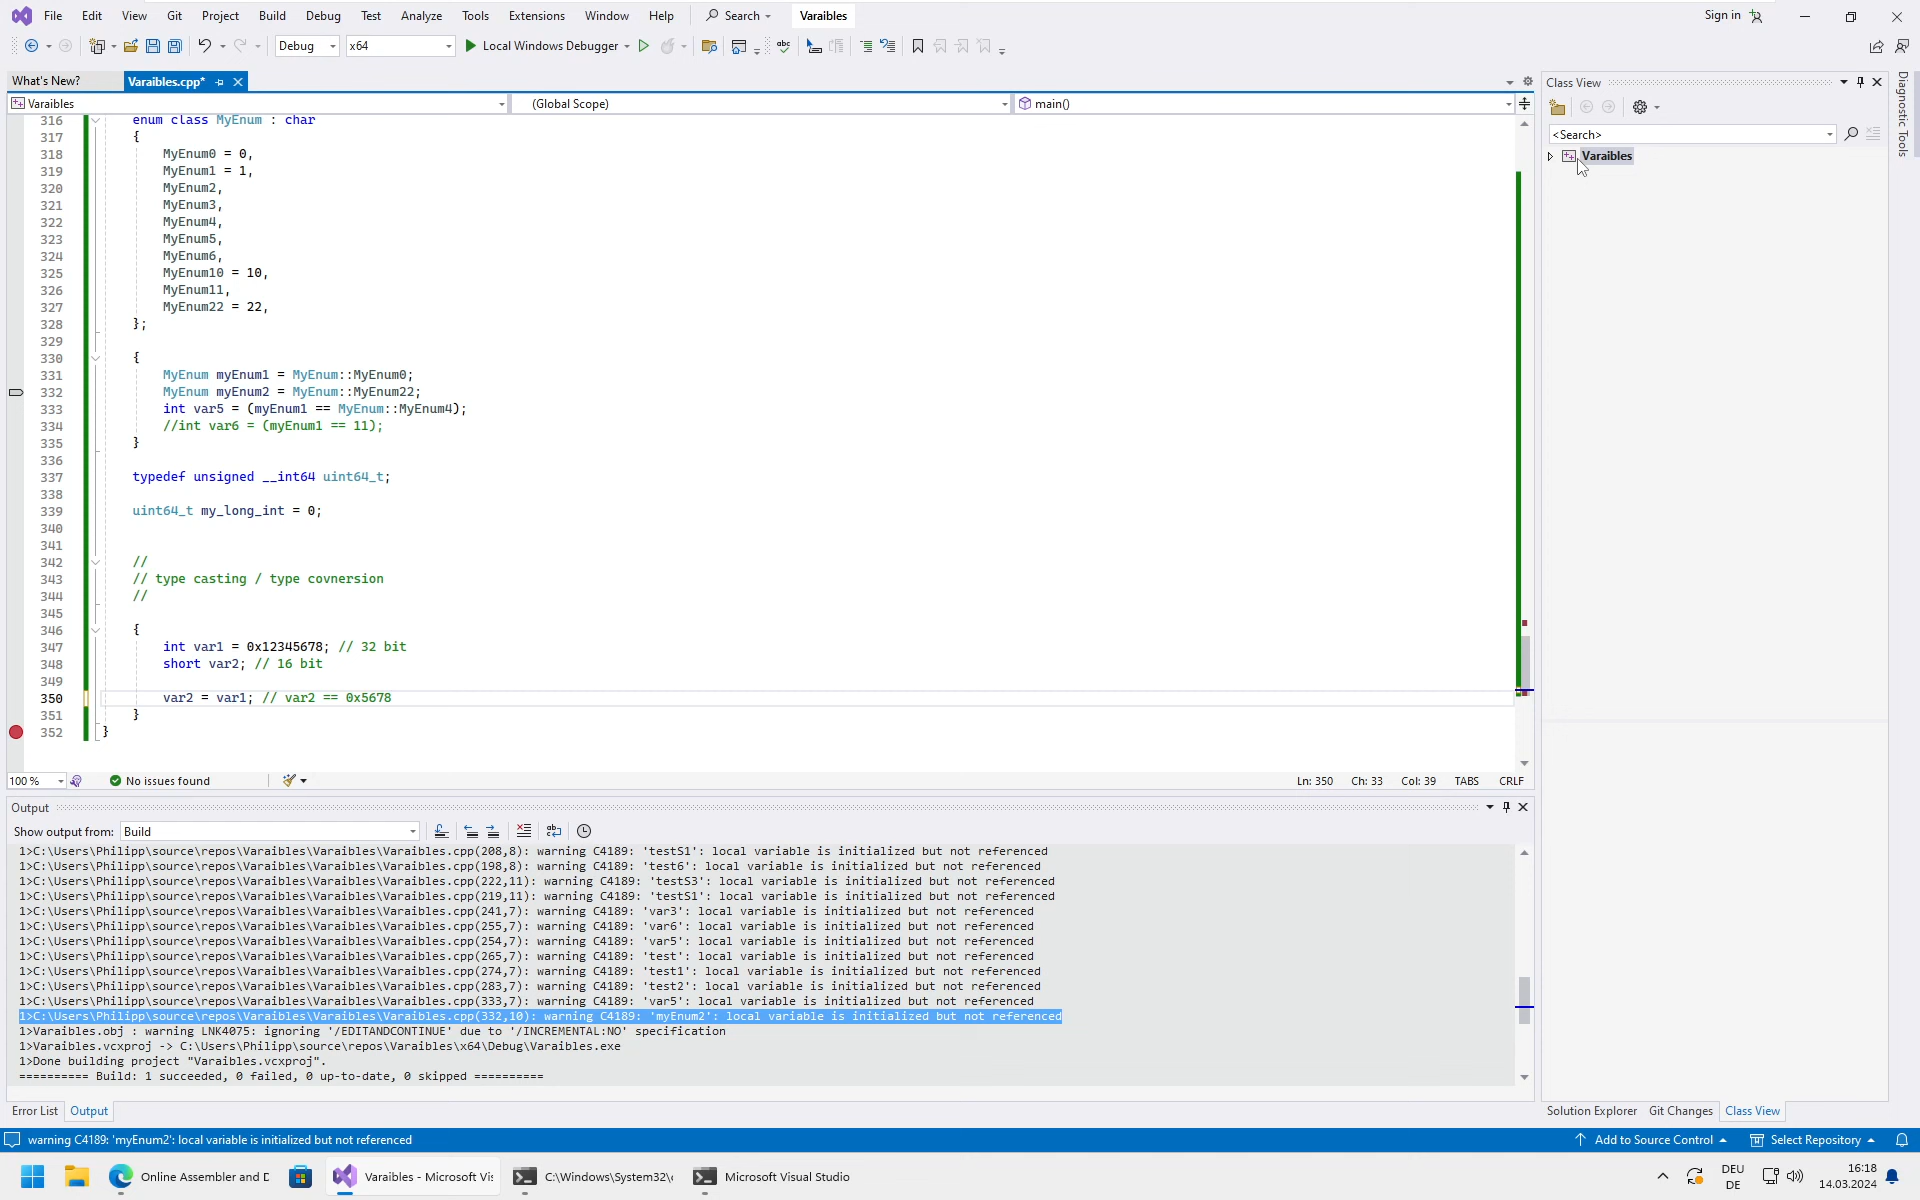 File Edit View Git Project Build Debug Test Analyze Tools Extensions Window Help Search Varaibles Sign in
Debug x64 Local Windows Debugger
What's New? Varaibles.cpp*
Varaibles (Global Scope) main()
316 enum class MyEnum : char
317 {
318 MyEnum0 = 0,
319 MyEnum1 = 1,
320 MyEnum2,
321 MyEnum3,
322 MyEnum4,
323 MyEnum5,
324 MyEnum6,
325 MyEnum10 = 10,
326 MyEnum11,
327 MyEnum22 = 22,
328 };
329
330 {
331 MyEnum myEnum1 = MyEnum::MyEnum0;
332 MyEnum myEnum2 = MyEnum::MyEnum22;
333 int var5 = (myEnum1 == MyEnum::MyEnum4);
334 //int var6 = (myEnum1 == 11);
335 }
336
337 typedef unsigned __int64 uint64_t;
338
339 uint64_t my_long_int = 0;
340
341
342 //
343 // type casting / type covnersion
344 //
345
346 {
347 int var1 = 0x12345678; // 32 bit
348 short var2; // 16 bit
349
350 var2 = var1; // var2 == 0x5678
351 }
352 }
100 % No issues found Ln: 350 Ch: 33 Col: 39 TABS CRLF
Output
Show output from: Build
1>C:\Users\Philipp\source\repos\Varaibles\Varaibles\Varaibles.cpp(208,8): warning C4189: 'testS1': local variable is initialized but not referenced
1>C:\Users\Philipp\source\repos\Varaibles\Varaibles\Varaibles.cpp(198,8): warning C4189: 'test6': local variable is initialized but not referenced
1>C:\Users\Philipp\source\repos\Varaibles\Varaibles\Varaibles.cpp(222,11): warning C4189: 'testS3': local variable is initialized but not referenced
1>C:\Users\Philipp\source\repos\Varaibles\Varaibles\Varaibles.cpp(219,11): warning C4189: 'testS1': local variable is initialized but not referenced
1>C:\Users\Philipp\source\repos\Varaibles\Varaibles\Varaibles.cpp(241,7): warning C4189: 'var3': local variable is initialized but not referenced
1>C:\Users\Philipp\source\repos\Varaibles\Varaibles\Varaibles.cpp(255,7): warning C4189: 'var6': local variable is initialized but not referenced
1>C:\Users\Philipp\source\repos\Varaibles\Varaibles\Varaibles.cpp(254,7): warning C4189: 'var5': local variable is initialized but not referenced
1>C:\Users\Philipp\source\repos\Varaibles\Varaibles\Varaibles.cpp(265,7): warning C4189: 'test': local variable is initialized but not referenced
1>C:\Users\Philipp\source\repos\Varaibles\Varaibles\Varaibles.cpp(274,7): warning C4189: 'test1': local variable is initialized but not referenced
1>C:\Users\Philipp\source\repos\Varaibles\Varaibles\Varaibles.cpp(283,7): warning C4189: 'test2': local variable is initialized but not referenced
1>C:\Users\Philipp\source\repos\Varaibles\Varaibles\Varaibles.cpp(333,7): warning C4189: 'var5': local variable is initialized but not referenced
1>C:\Users\Philipp\source\repos\Varaibles\Varaibles\Varaibles.cpp(332,10): warning C4189: 'myEnum2': local variable is initialized but not referenced
1>Varaibles.obj : warning LNK4075: ignoring '/EDITANDCONTINUE' due to '/INCREMENTAL:NO' specification
1>Varaibles.vcxproj -> C:\Users\Philipp\source\repos\Varaibles\x64\Debug\Varaibles.exe
1>Done building project "Varaibles.vcxproj".
========== Build: 1 succeeded, 0 failed, 0 up-to-date, 0 skipped ==========
Error List Output
Class View
<Search>
Varaibles
Solution Explorer Git Changes Class View
Diagnostic Tools
warning C4189: 'myEnum2': local variable is initialized but not referenced Add to Source Control Select Repository
Online Assembler and D Varaibles - Microsoft Vis C:\Windows\System32\c Microsoft Visual Studio
DEU
DE
16:18
14.03.2024